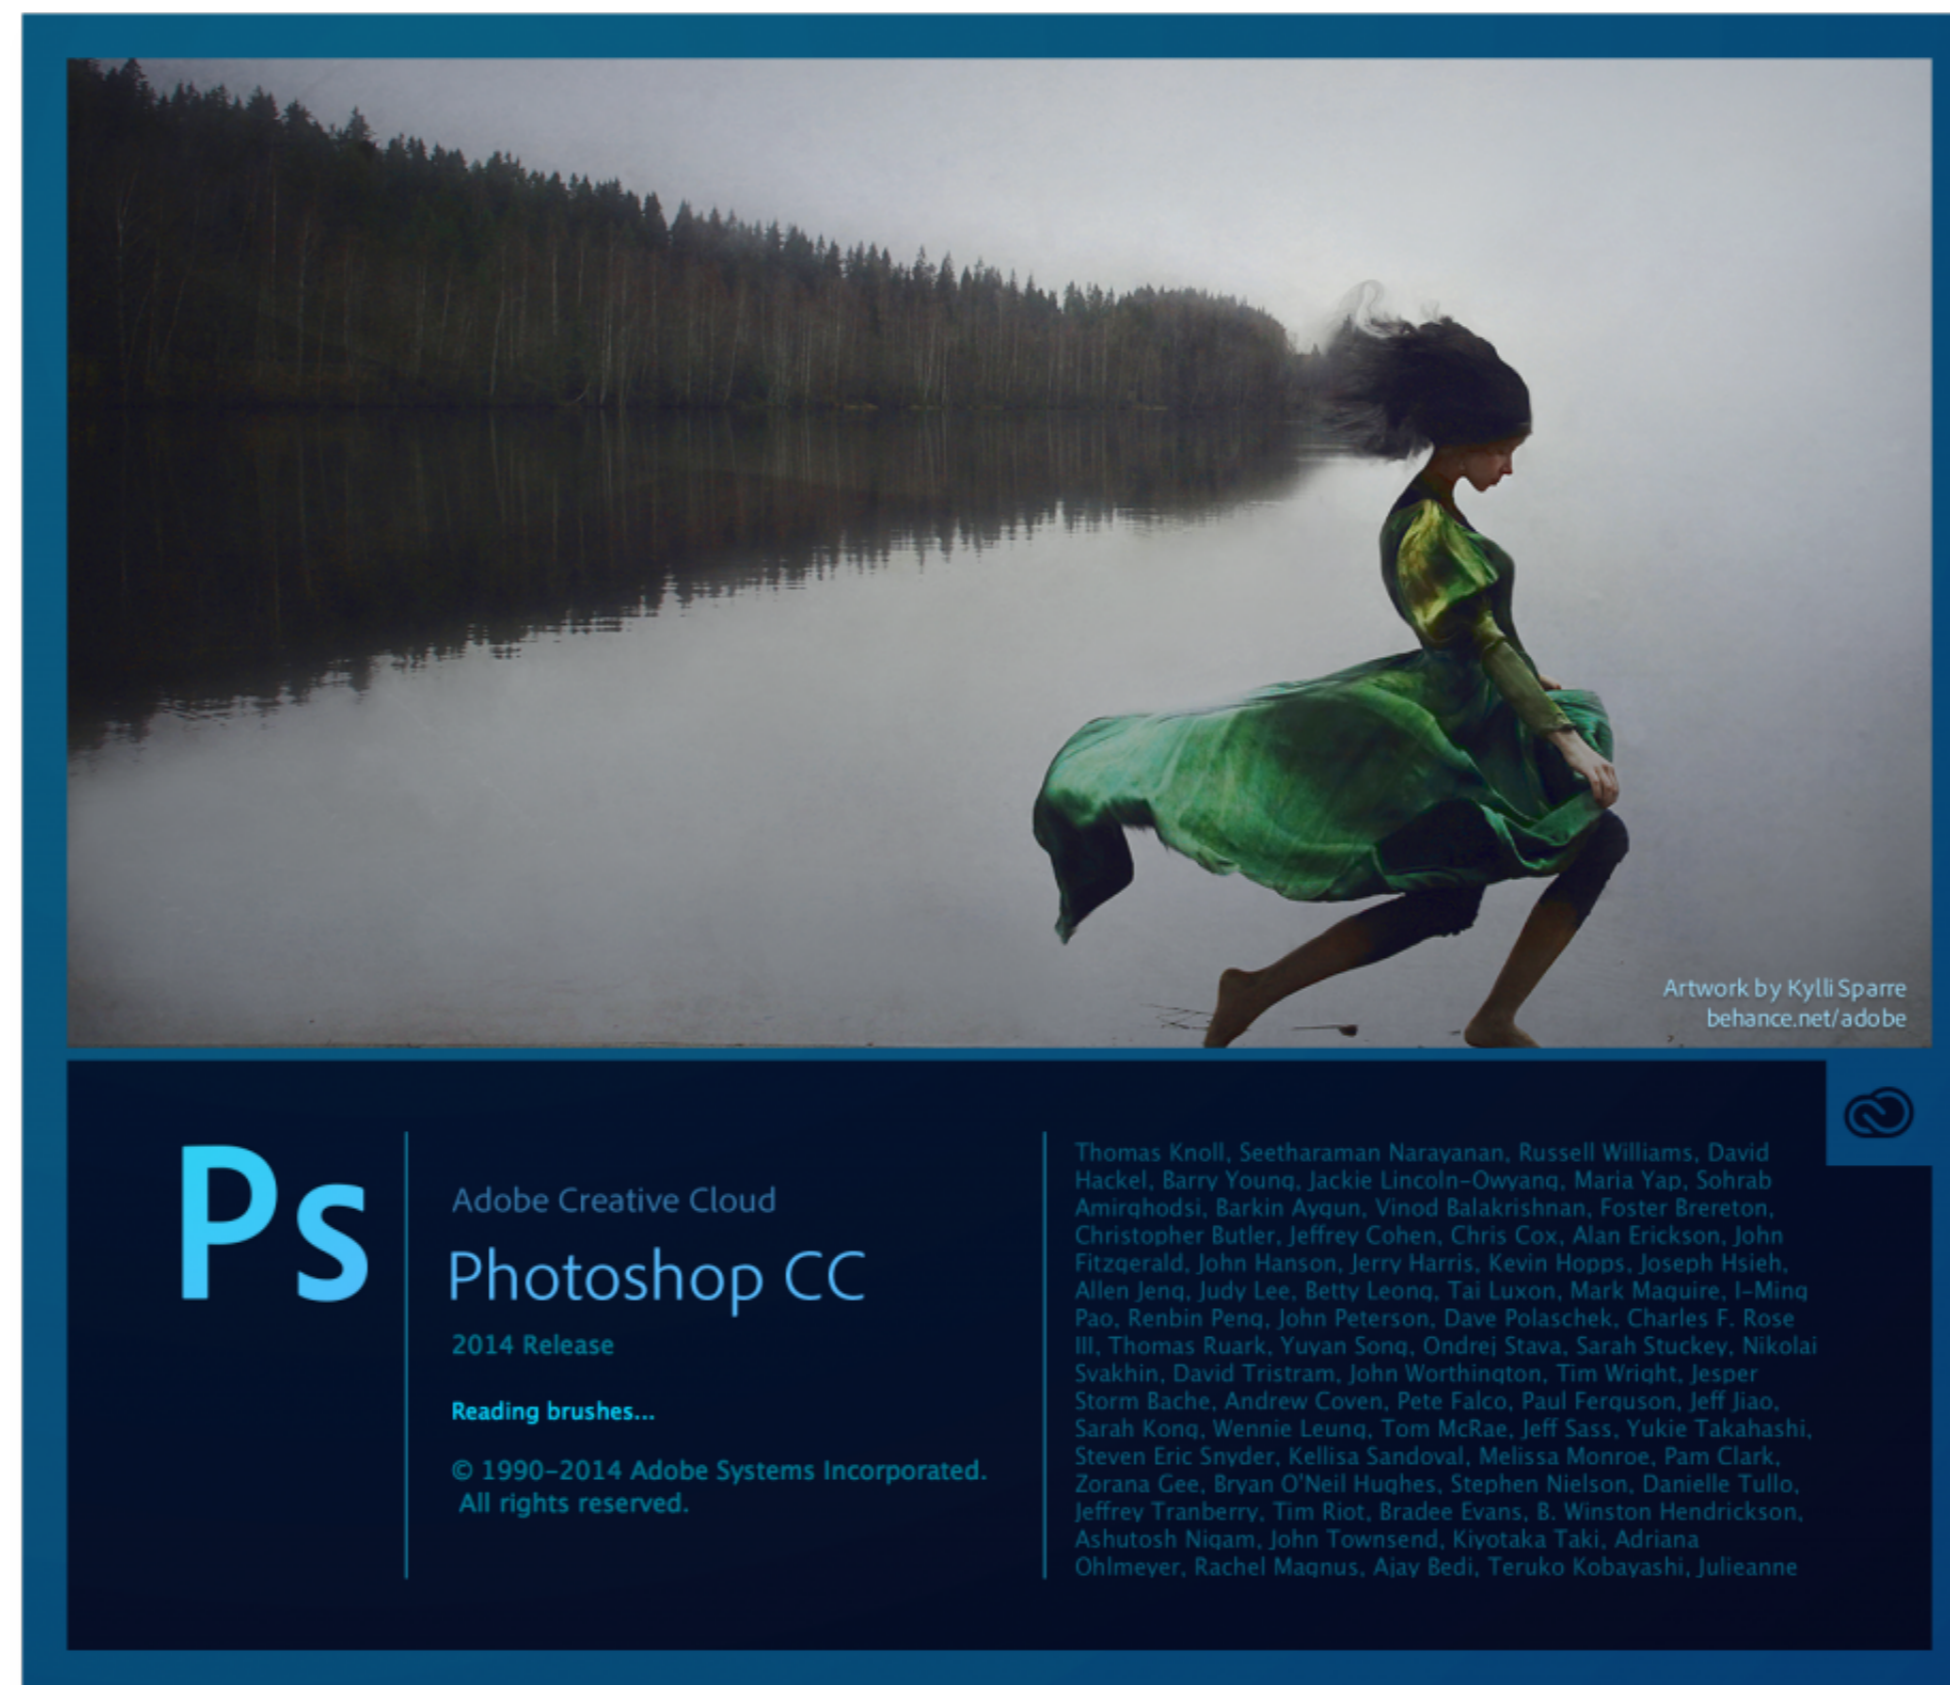 Artwork by Kylli Sparre
behance.net/adobe
Ps
Adobe Creative Cloud
Photoshop CC
2014 Release
Reading brushes...
© 1990-2014 Adobe Systems Incorporated.
All rights reserved.
Thomas Knoll, Seetharaman Narayanan, Russell Williams, David
Hackel, Barry Young, Jackie Lincoln-Owyang, Maria Yap, Sohrab
Amirghodsi, Barkin Aygun, Vinod Balakrishnan, Foster Brereton,
Christopher Butler, Jeffrey Cohen, Chris Cox, Alan Erickson, John
Fitzgerald, John Hanson, Jerry Harris, Kevin Hopps, Joseph Hsieh,
Allen Jeng, Judy Lee, Betty Leong, Tai Luxon, Mark Maguire, I-Ming
Pao, Renbin Peng, John Peterson, Dave Polaschek, Charles F. Rose
III, Thomas Ruark, Yuyan Song, Ondrej Stava, Sarah Stuckey, Nikolai
Svakhin, David Tristram, John Worthington, Tim Wright, Jesper
Storm Bache, Andrew Coven, Pete Falco, Paul Ferguson, Jeff Jiao,
Sarah Kong, Wennie Leung, Tom McRae, Jeff Sass, Yukie Takahashi,
Steven Eric Snyder, Kellisa Sandoval, Melissa Monroe, Pam Clark,
Zorana Gee, Bryan O'Neil Hughes, Stephen Nielson, Danielle Tullo,
Jeffrey Tranberry, Tim Riot, Bradee Evans, B. Winston Hendrickson,
Ashutosh Nigam, John Townsend, Kiyotaka Taki, Adriana
Ohlmeyer, Rachel Magnus, Ajay Bedi, Teruko Kobayashi, Julieanne